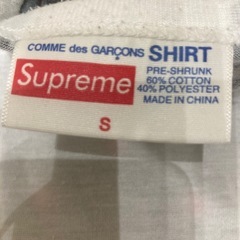 COMME des GARÇONS SHIRT
Supreme
PRE-SHRUNK
60% COTTON
40% POLYESTER
MADE IN CHINA
S